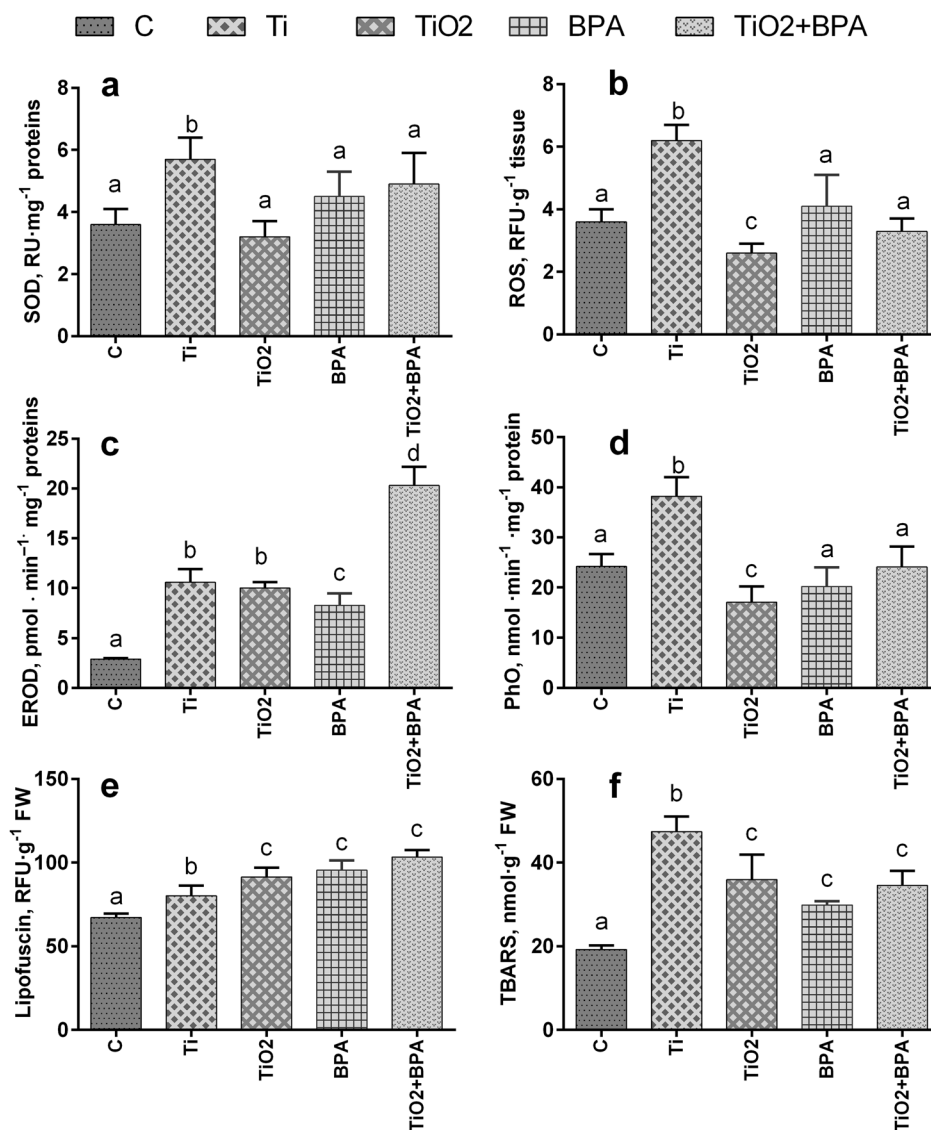 C Ti TiO2 BPA TiO2+BPA
a
SOD, RU·mg-1 proteins
8
6
4
2
0
a b a a a
C Ti TiO2 BPA TiO2+BPA
b
ROS, RFU·g-1 tissue
8
6
4
2
0
a b c a a
C Ti TiO2 BPA TiO2+BPA
c
EROD, pmol · min−1· mg-1 proteins
25
20
15
10
5
0
a b b c d
C Ti TiO2 BPA TiO2+BPA
d
PhO, nmol ·min-1 ·mg-1 protein
50
40
30
20
10
0
a b c a a
C Ti TiO2 BPA TiO2+BPA
e
Lipofuscin, RFU·g-1 FW
150
100
50
0
a b c c c
C Ti TiO2 BPA TiO2+BPA
f
TBARS, nmol·g-1 FW
60
40
20
0
a b c c c
C Ti TiO2 BPA TiO2+BPA